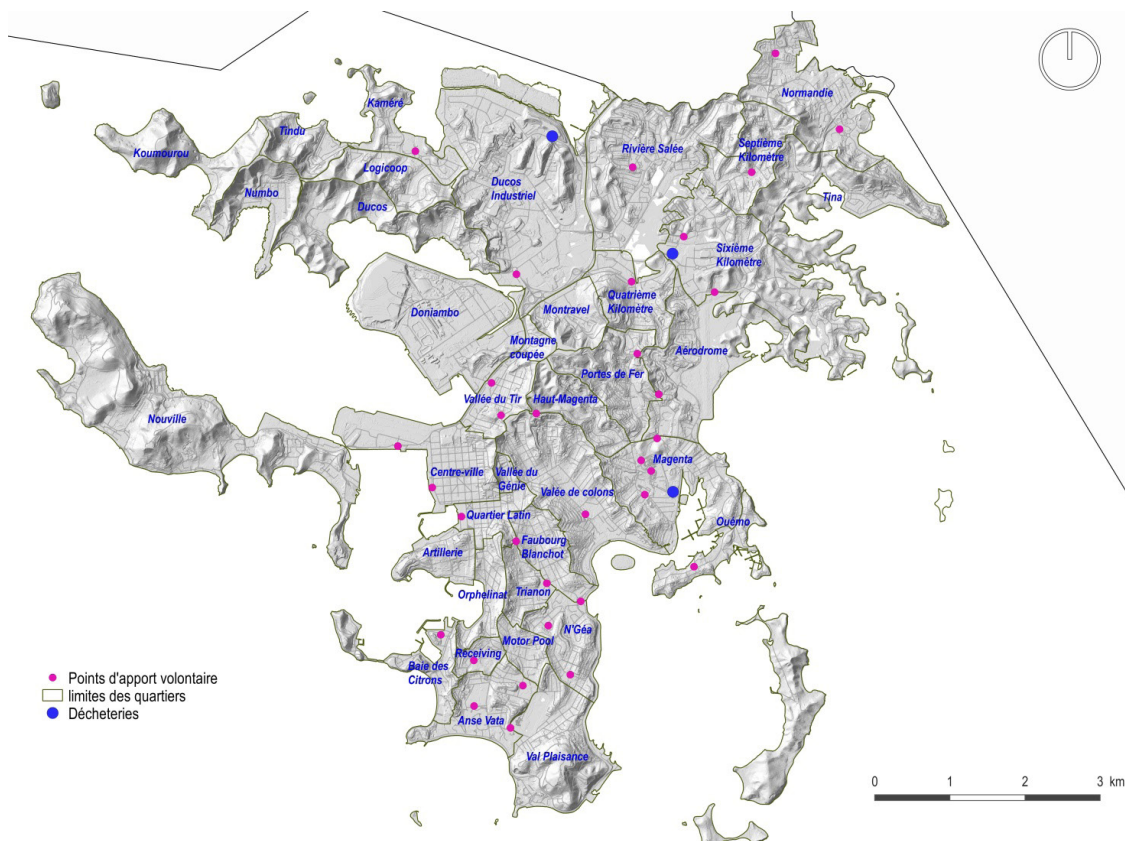 Normandie
Kaméré
Tindu
Koumourou
Septième
Kilomètre
Rivière Salée
Logicoop
Ducos
Industriel
Numbo
Ducos
Tina
Sixième
Kilomètre
Quatrième
Kilomètre
Doniambo
Montravel
Montagne
coupée
Aérodrome
Portes de Fer
Vallée du Tir
Haut-Magenta
Nouville
Magenta
Centre-ville
Vallée du
Génie
Valée de colons
Quartier Latin
Ouémo
Faubourg
Blanchot
Artillerie
Orphelinat
Trianon
N'Géa
Motor Pool
Receiving
Baie des
Citrons
Anse Vata
Val Plaisance
Points d'apport volontaire
limites des quartiers
Décheteries
0 1 2 3 km